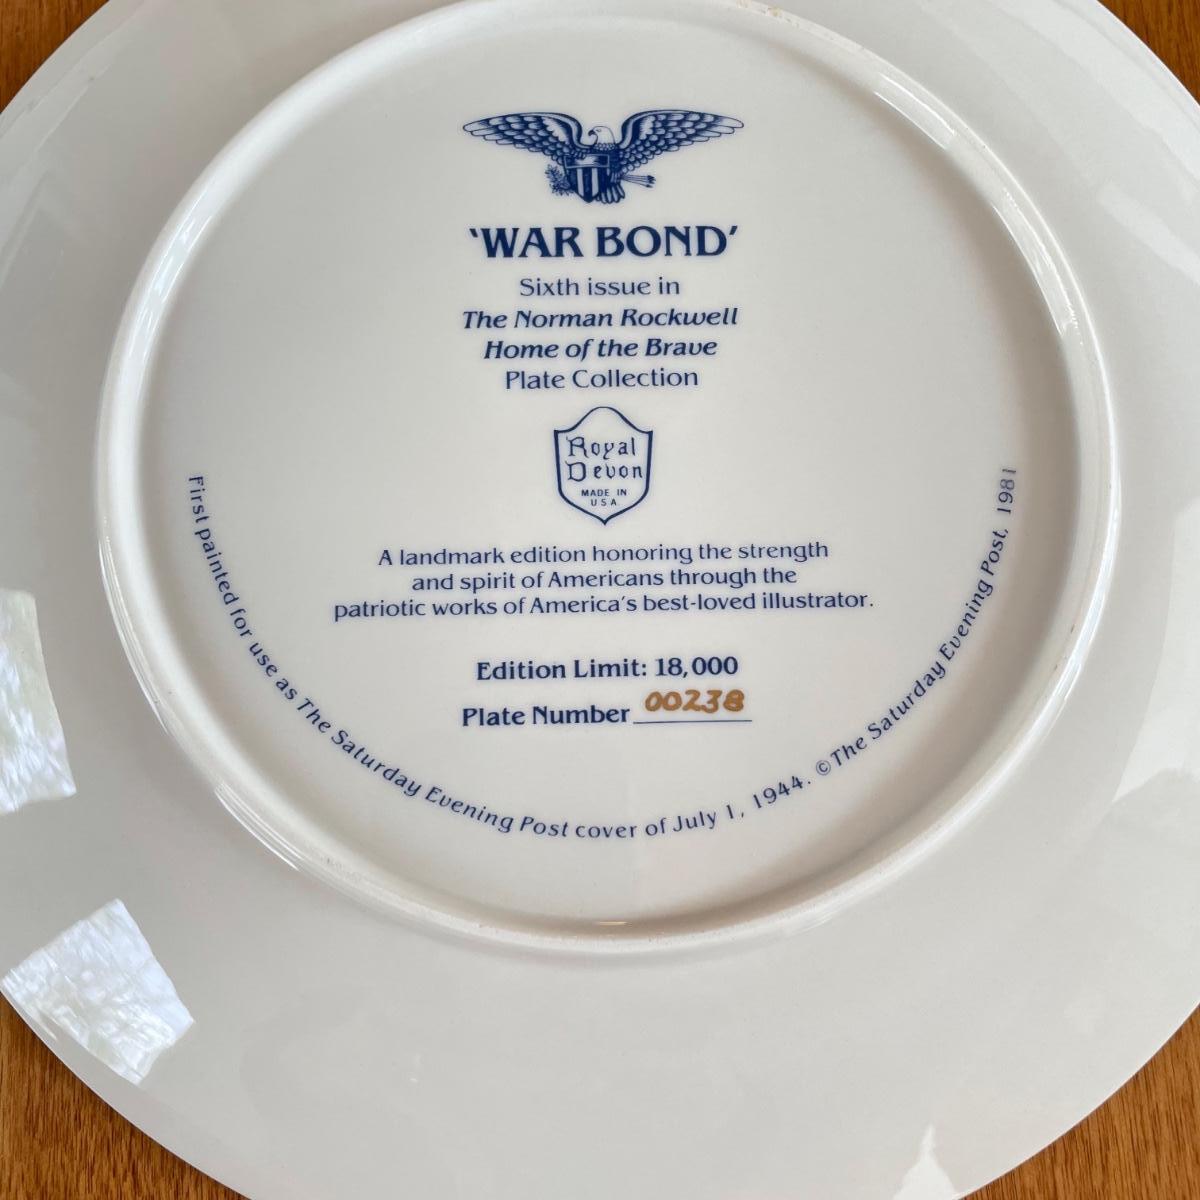 ‘WAR BOND’
Sixth issue in
The Norman Rockwell
Home of the Brave
Plate Collection
Royal
Devon
MADE IN
U S A
A landmark edition honoring the strength
and spirit of Americans through the
patriotic works of America's best-loved illustrator.
Edition Limit: 18,000
Plate Number 00238
First painted for use as The Saturday Evening Post cover of July 1, 1944. ©The Saturday Evening Post, 1981